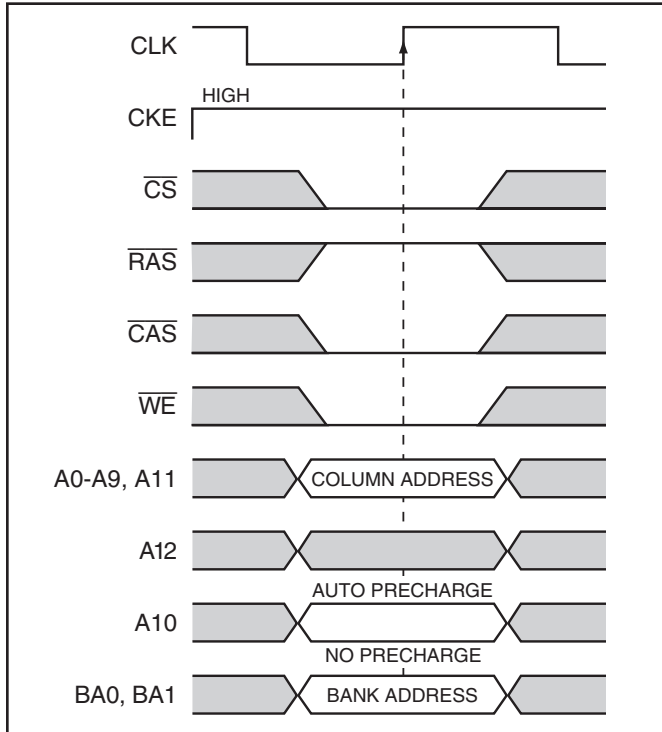 CLK
HIGH
CKE
CS
RAS
CAS
WE
A0-A9, A11 COLUMN ADDRESS
A12
AUTO PRECHARGE
A10
NO PRECHARGE
BA0, BA1 BANK ADDRESS